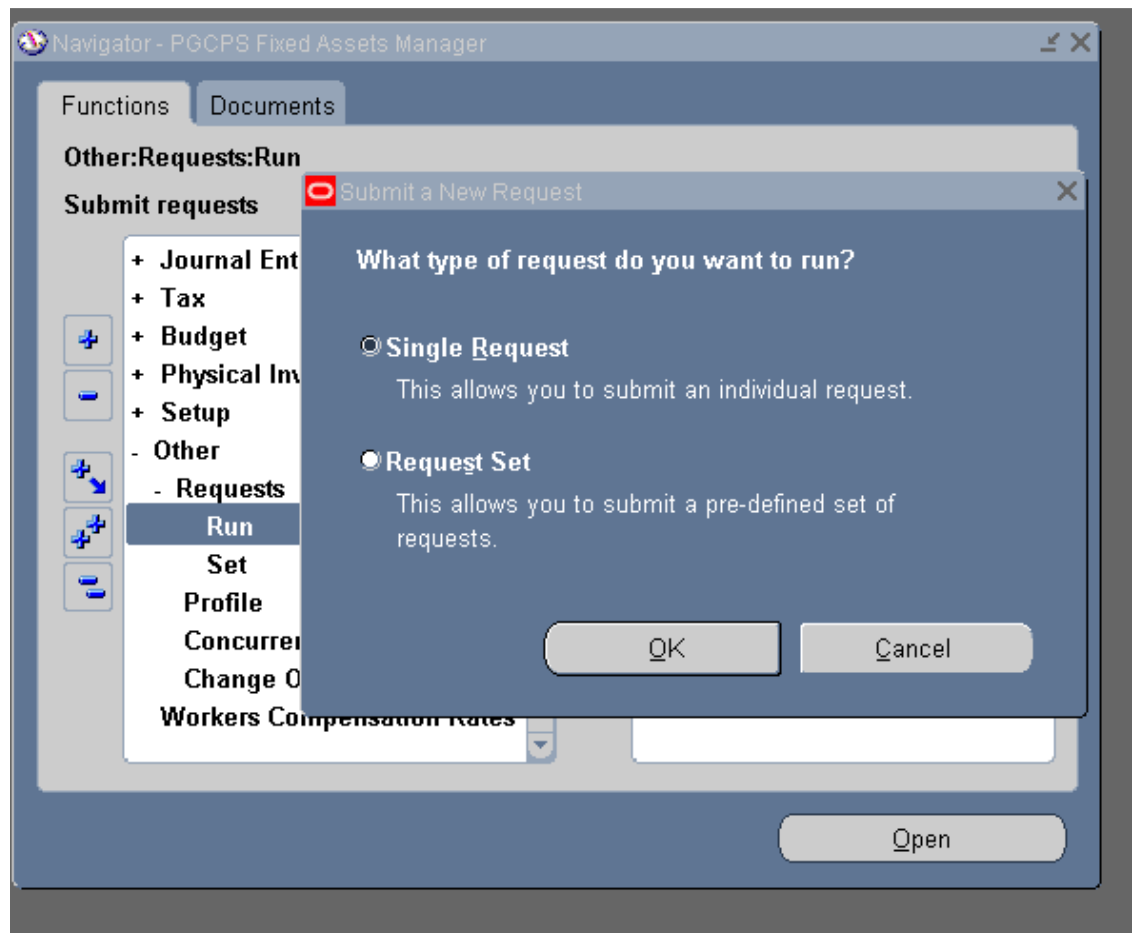 Navigator - PGCPS Fixed Assets Manager
Functions
Documents
Other:Requests:Run
Submit requests
+ Journal Ent
+ Tax
+ Budget
+ Physical Inv
+ Setup
- Other
- Requests
Run
Set
Profile
Concurre
Change O
Workers Compensation Rates
Submit a New Request
What type of request do you want to run?
Single Request
This allows you to submit an individual request.
Request Set
This allows you to submit a pre-defined set of
requests.
OK
Cancel
Open